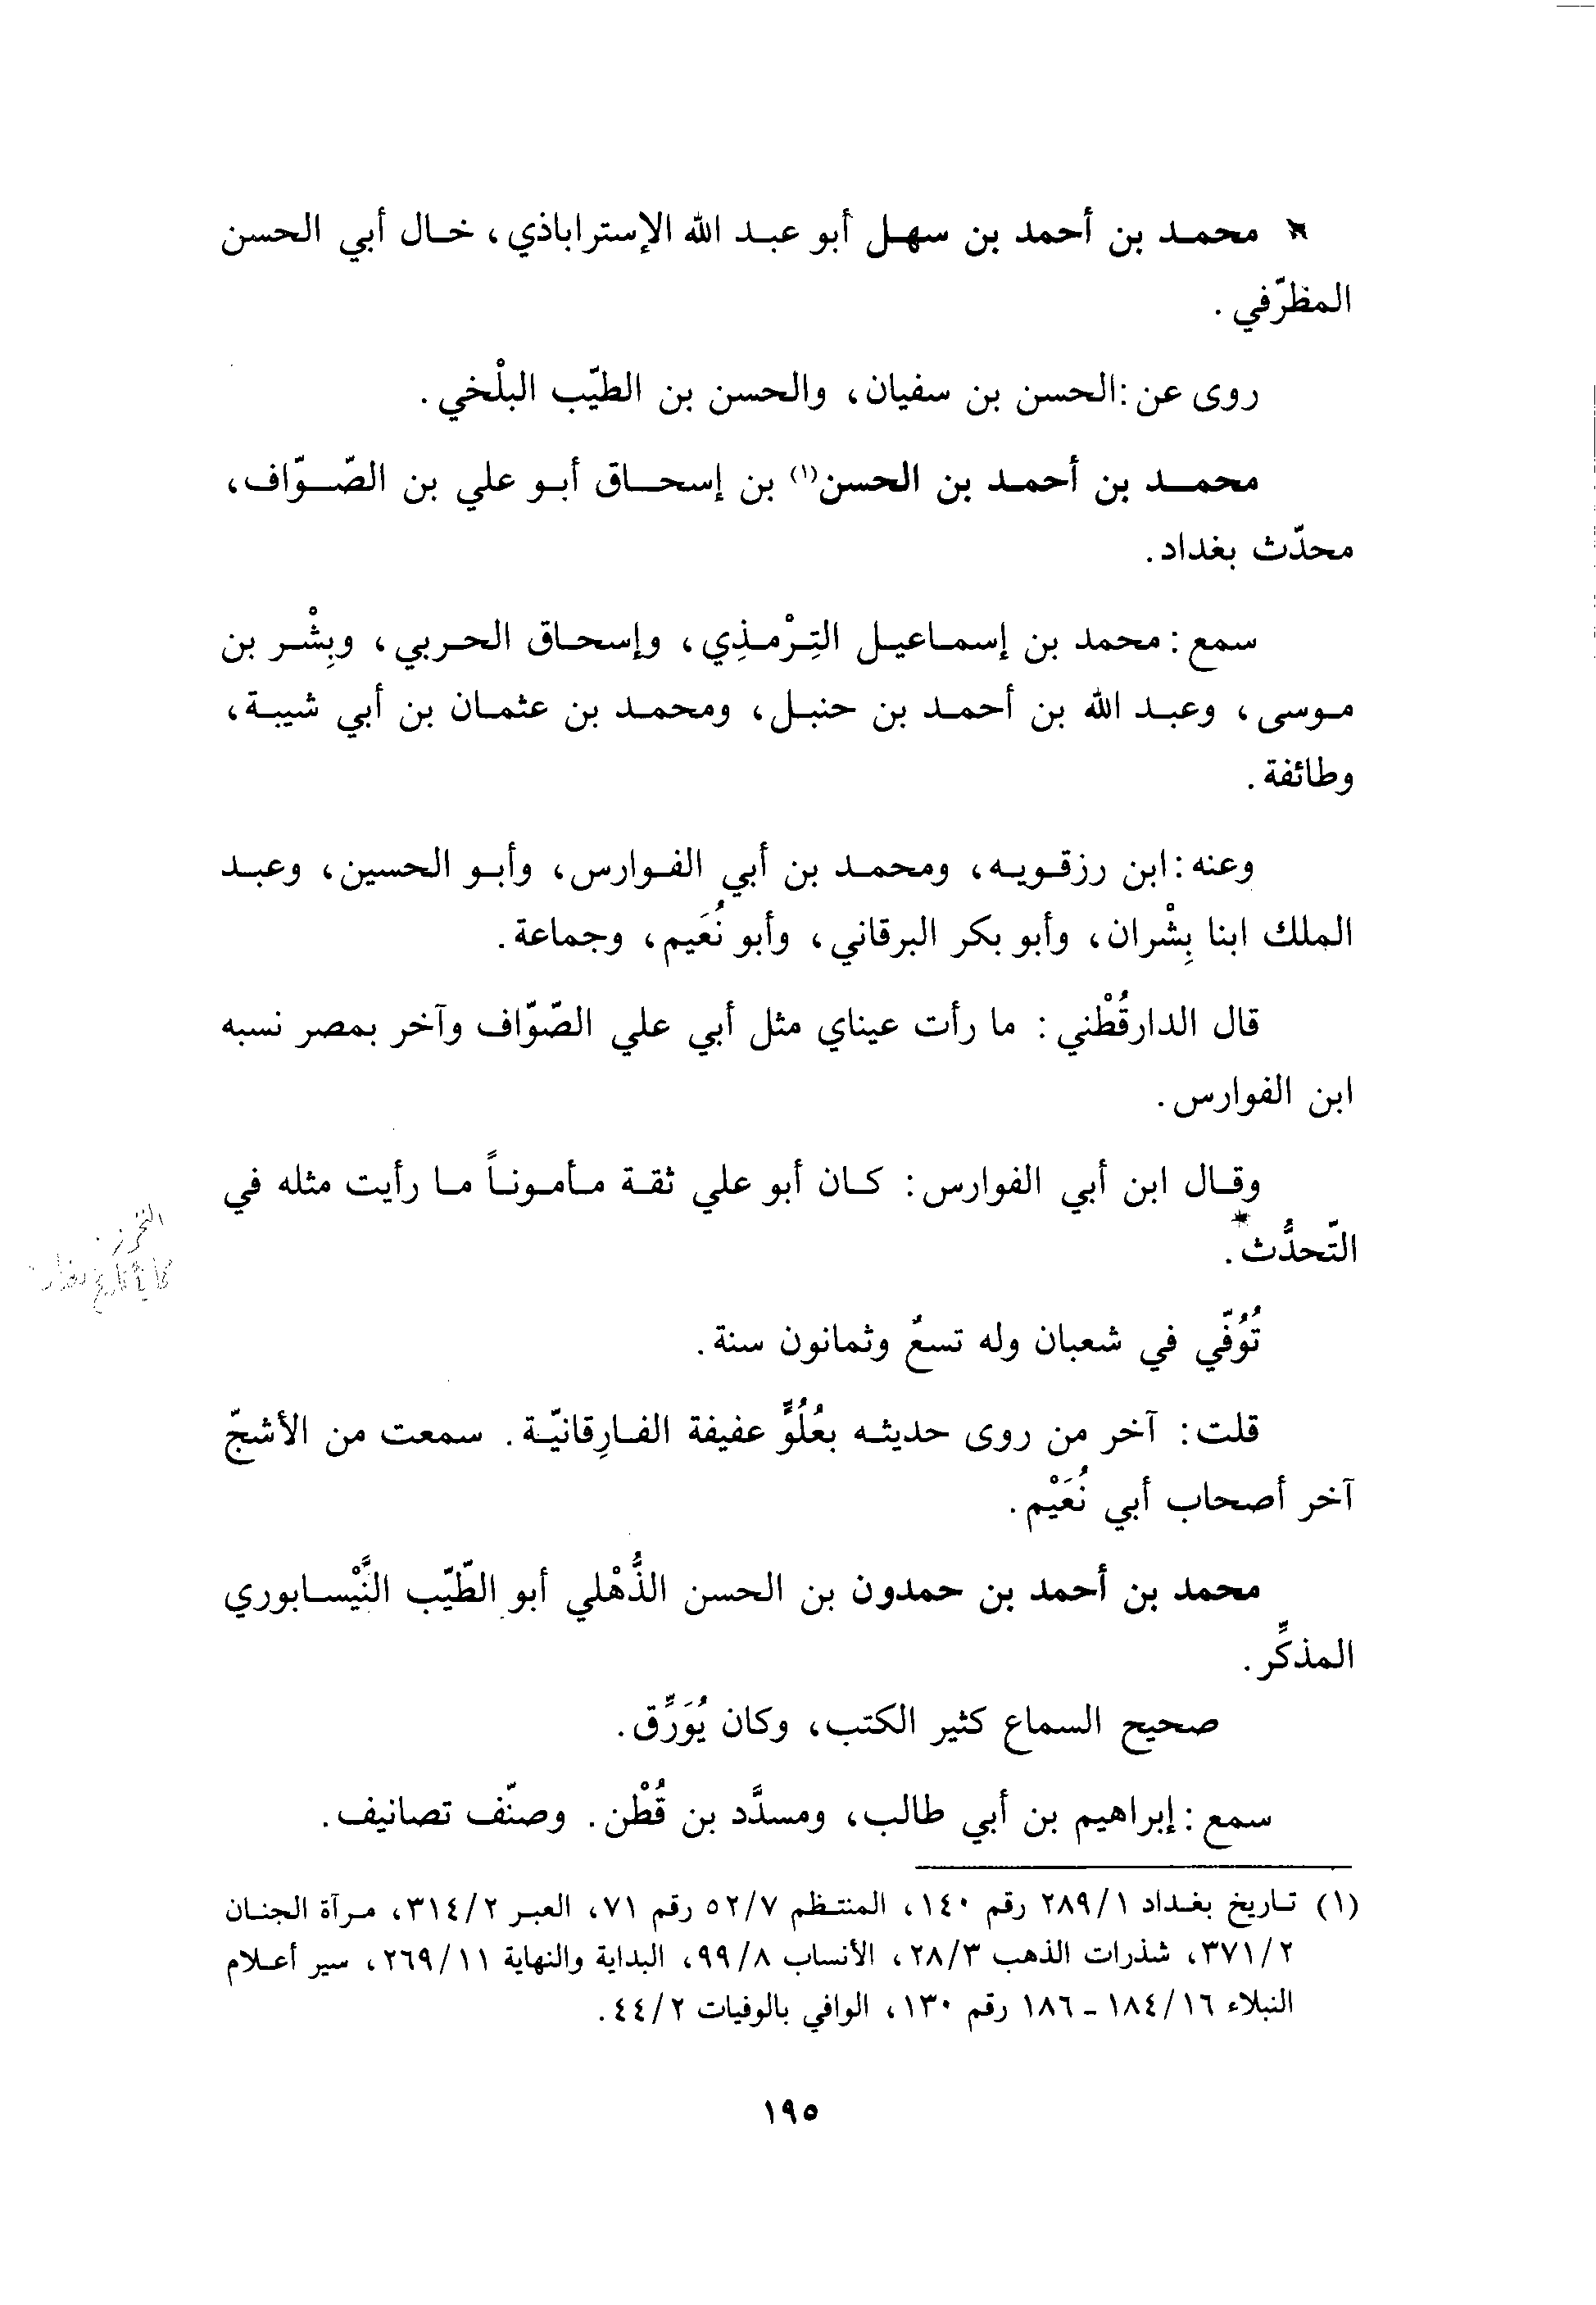 محمد بن أحمد بن سهل أبو عبد الله الإستراباذي، خال أبي الحسن
المظرّفي.
روى عن: الحسن بن سفيان، والحسن بن الطيّب البلْخي.
محمد بن أحمد بن الحسن(١) بن إسحاق أبو علي بن الصّوّاف،
محدّث بغداد.
سمع: محمد بن إسماعيل التِرْمذِي، وإسحاق الحربي، وبِشْر بن
موسى، وعبد الله بن أحمد بن حنبل، ومحمد بن عثمان بن أبي شيبة،
وطائفة.
وعنه: ابن رزقويه، ومحمد بن أبي الفوارس، وأبو الحسين، وعبد
الملك ابنا بِشْران، وأبو بكر البرقاني، وأبو نُعَيم، وجماعة.
قال الدارقُطْني: ما رأت عيناي مثل أبي علي الصّوّاف وآخر بمصر نسبه
ابن الفوارس.
وقال ابن أبي الفوارس: كان أبو علي ثقة مأموناً ما رأيت مثله في
التّحدُّث*.
التحرز.
كما في تاريخ بغداد
تُوُفّي في شعبان وله تسعٌ وثمانون سنة.
قلت: آخر من روى حديثه بعُلُوٍّ عفيفة الفارِقانيّة. سمعت من الأشجّ
آخر أصحاب أبي نُعَيْم.
محمد بن أحمد بن حمدون بن الحسن الذُّهْلي أبو الطّيّب النَّيْسابوري
المذكِّر.
صحيح السماع كثير الكتب، وكان يُوَرِّق.
سمع: إبراهيم بن أبي طالب، ومسدَّد بن قُطْن. وصنّف تصانيف.
(١) تاريخ بغداد ٢٨٩/١ رقم ١٤٠، المنتظم ٥٢/٧ رقم ٧١، العبر ٣١٤/٢، مرآة الجنان
٣٧١/٢، شذرات الذهب ٢٨/٣، الأنساب ٩٩/٨، البداية والنهاية ٢٦٩/١١، سير أعلام
النبلاء ١٨٤/١٦ - ١٨٦ رقم ١٣٠، الوافي بالوفيات ٤٤/٢.
١٩٥